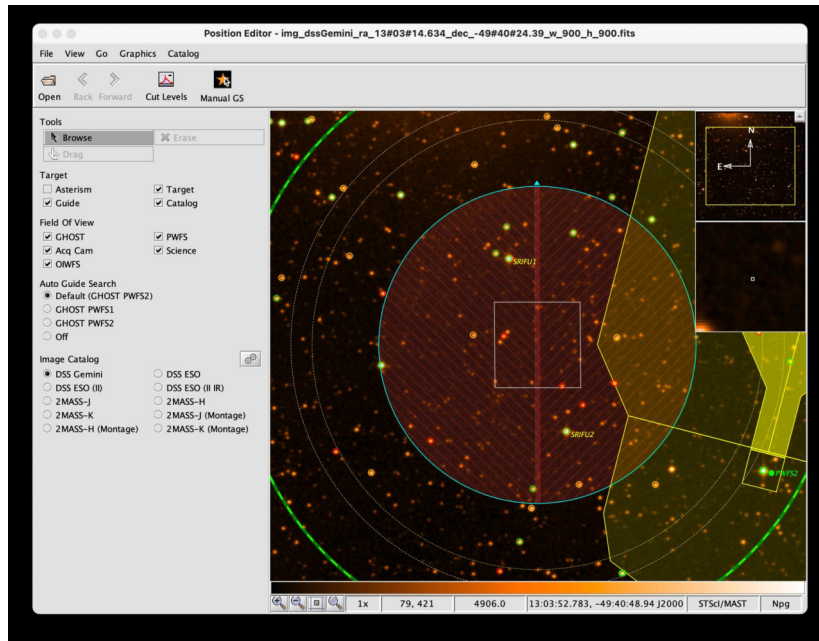 Position Editor - img_dssGemini_ra_13#03#14.634_dec_-49#40#24.39_w_900_h_900.fits
File View Go Graphics Catalog
Open Back Forward Cut Levels Manual GS
Tools
Browse Erase
Drag
Target
Asterism Target
Guide Catalog
Field Of View
GHOST PWFS
Acq Cam Science
OIWFS
Auto Guide Search
Default (GHOST PWFS2)
GHOST PWFS1
GHOST PWFS2
Off
Image Catalog
DSS Gemini DSS ESO
DSS ESO (II) DSS ESO (II IR)
2MASS-J 2MASS-H
2MASS-K 2MASS-J (Montage)
2MASS-H (Montage) 2MASS-K (Montage)
N
E
SRIFU1
SRIFU2
PWFS2
1x 79, 421 4906.0 13:03:52.783, -49:40:48.94 J2000 STScI/MAST Npg